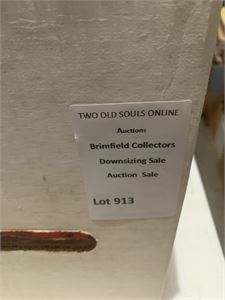 TWO OLD SOULS ONLINE
Auctions
Brimfield Collectors
Downsizing Sale
Auction Sale
Lot 913